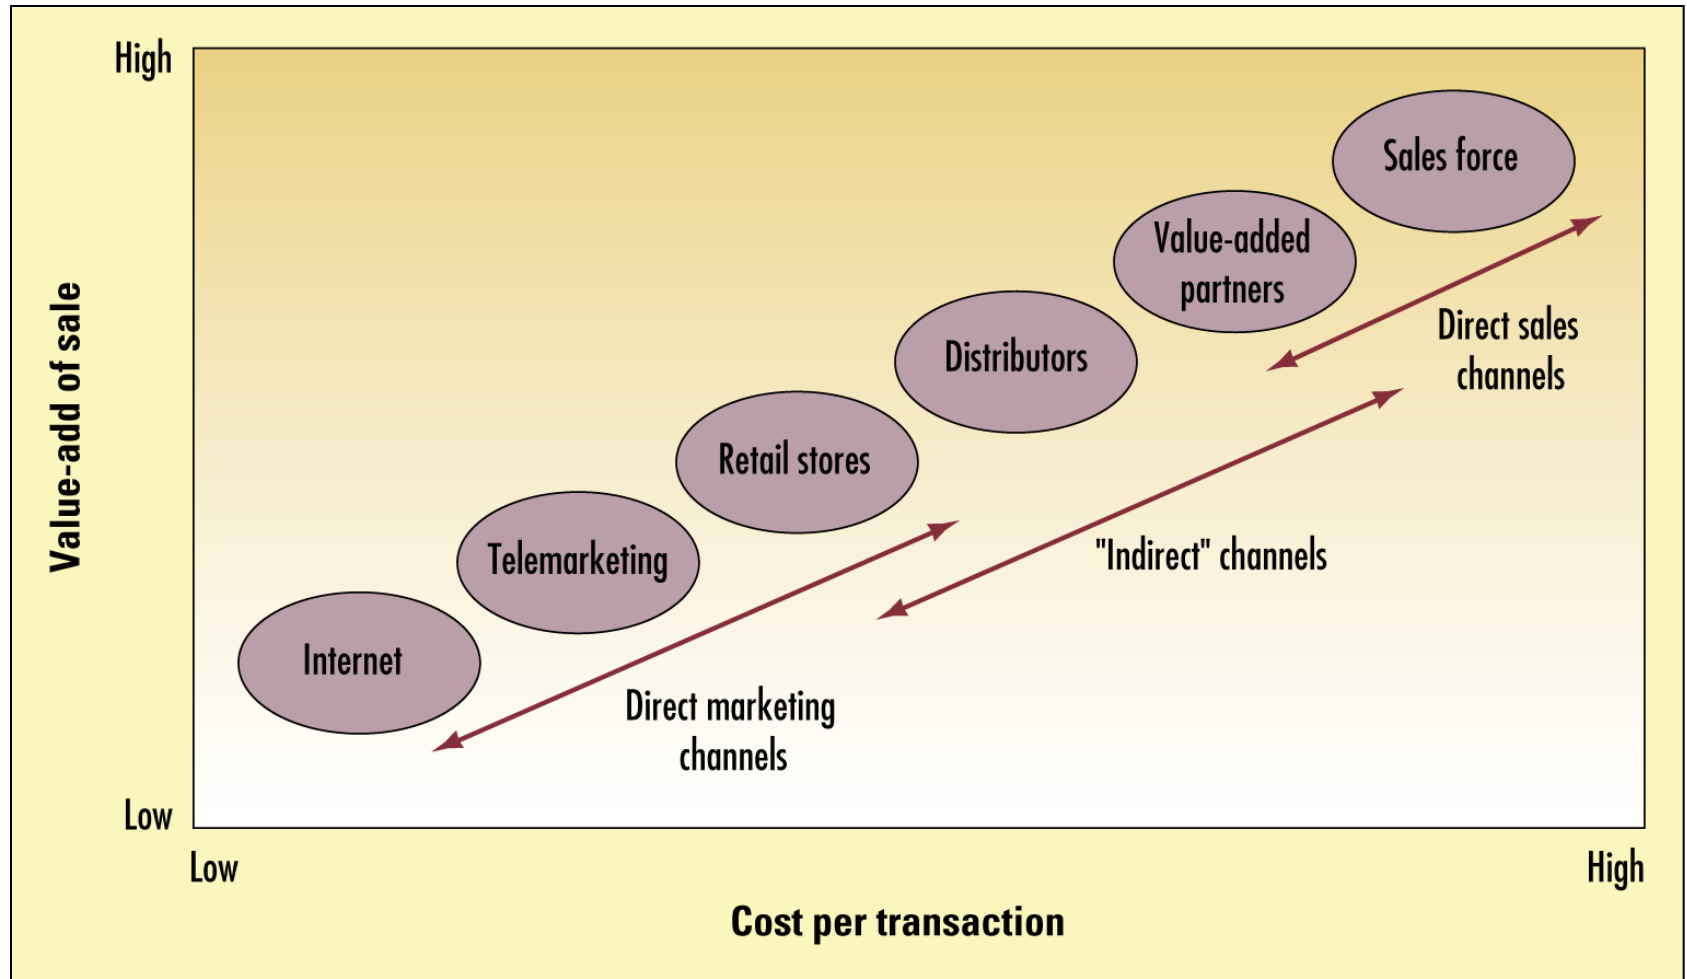 High
Sales force
Value-added
partners
Direct sales
channels
Distributors
Value-add of sale
Retail stores
"Indirect" channels
Telemarketing
Internet
Direct marketing
channels
Low
Low
High
Cost per transaction